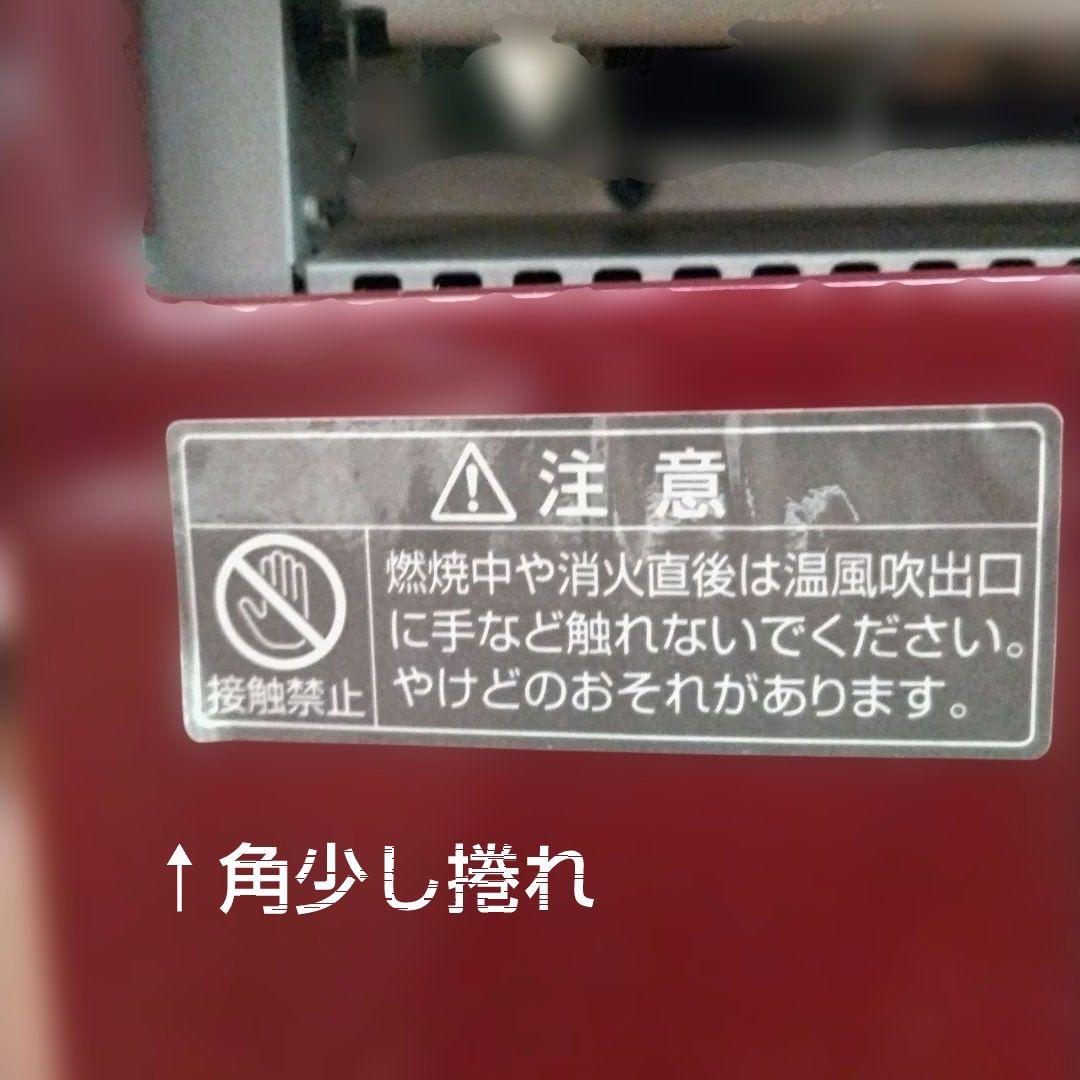 注意
燃焼中や消火直後は温風吹出口
に手など触れないでください。
やけどのおそれがあります。
接触禁止
↑角少し捲れ